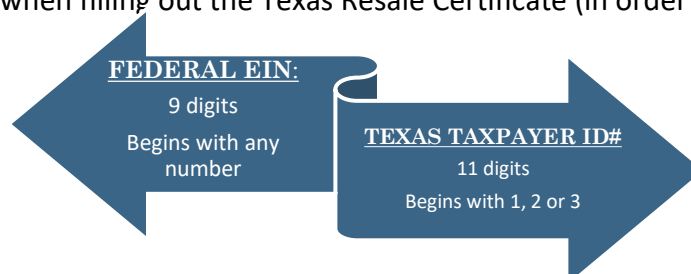 when filling out the Texas Resale Certificate (in order
FEDERAL EIN:
9 digits
Begins with any
number
TEXAS TAXPAYER ID#
11 digits
Begins with 1, 2 or 3